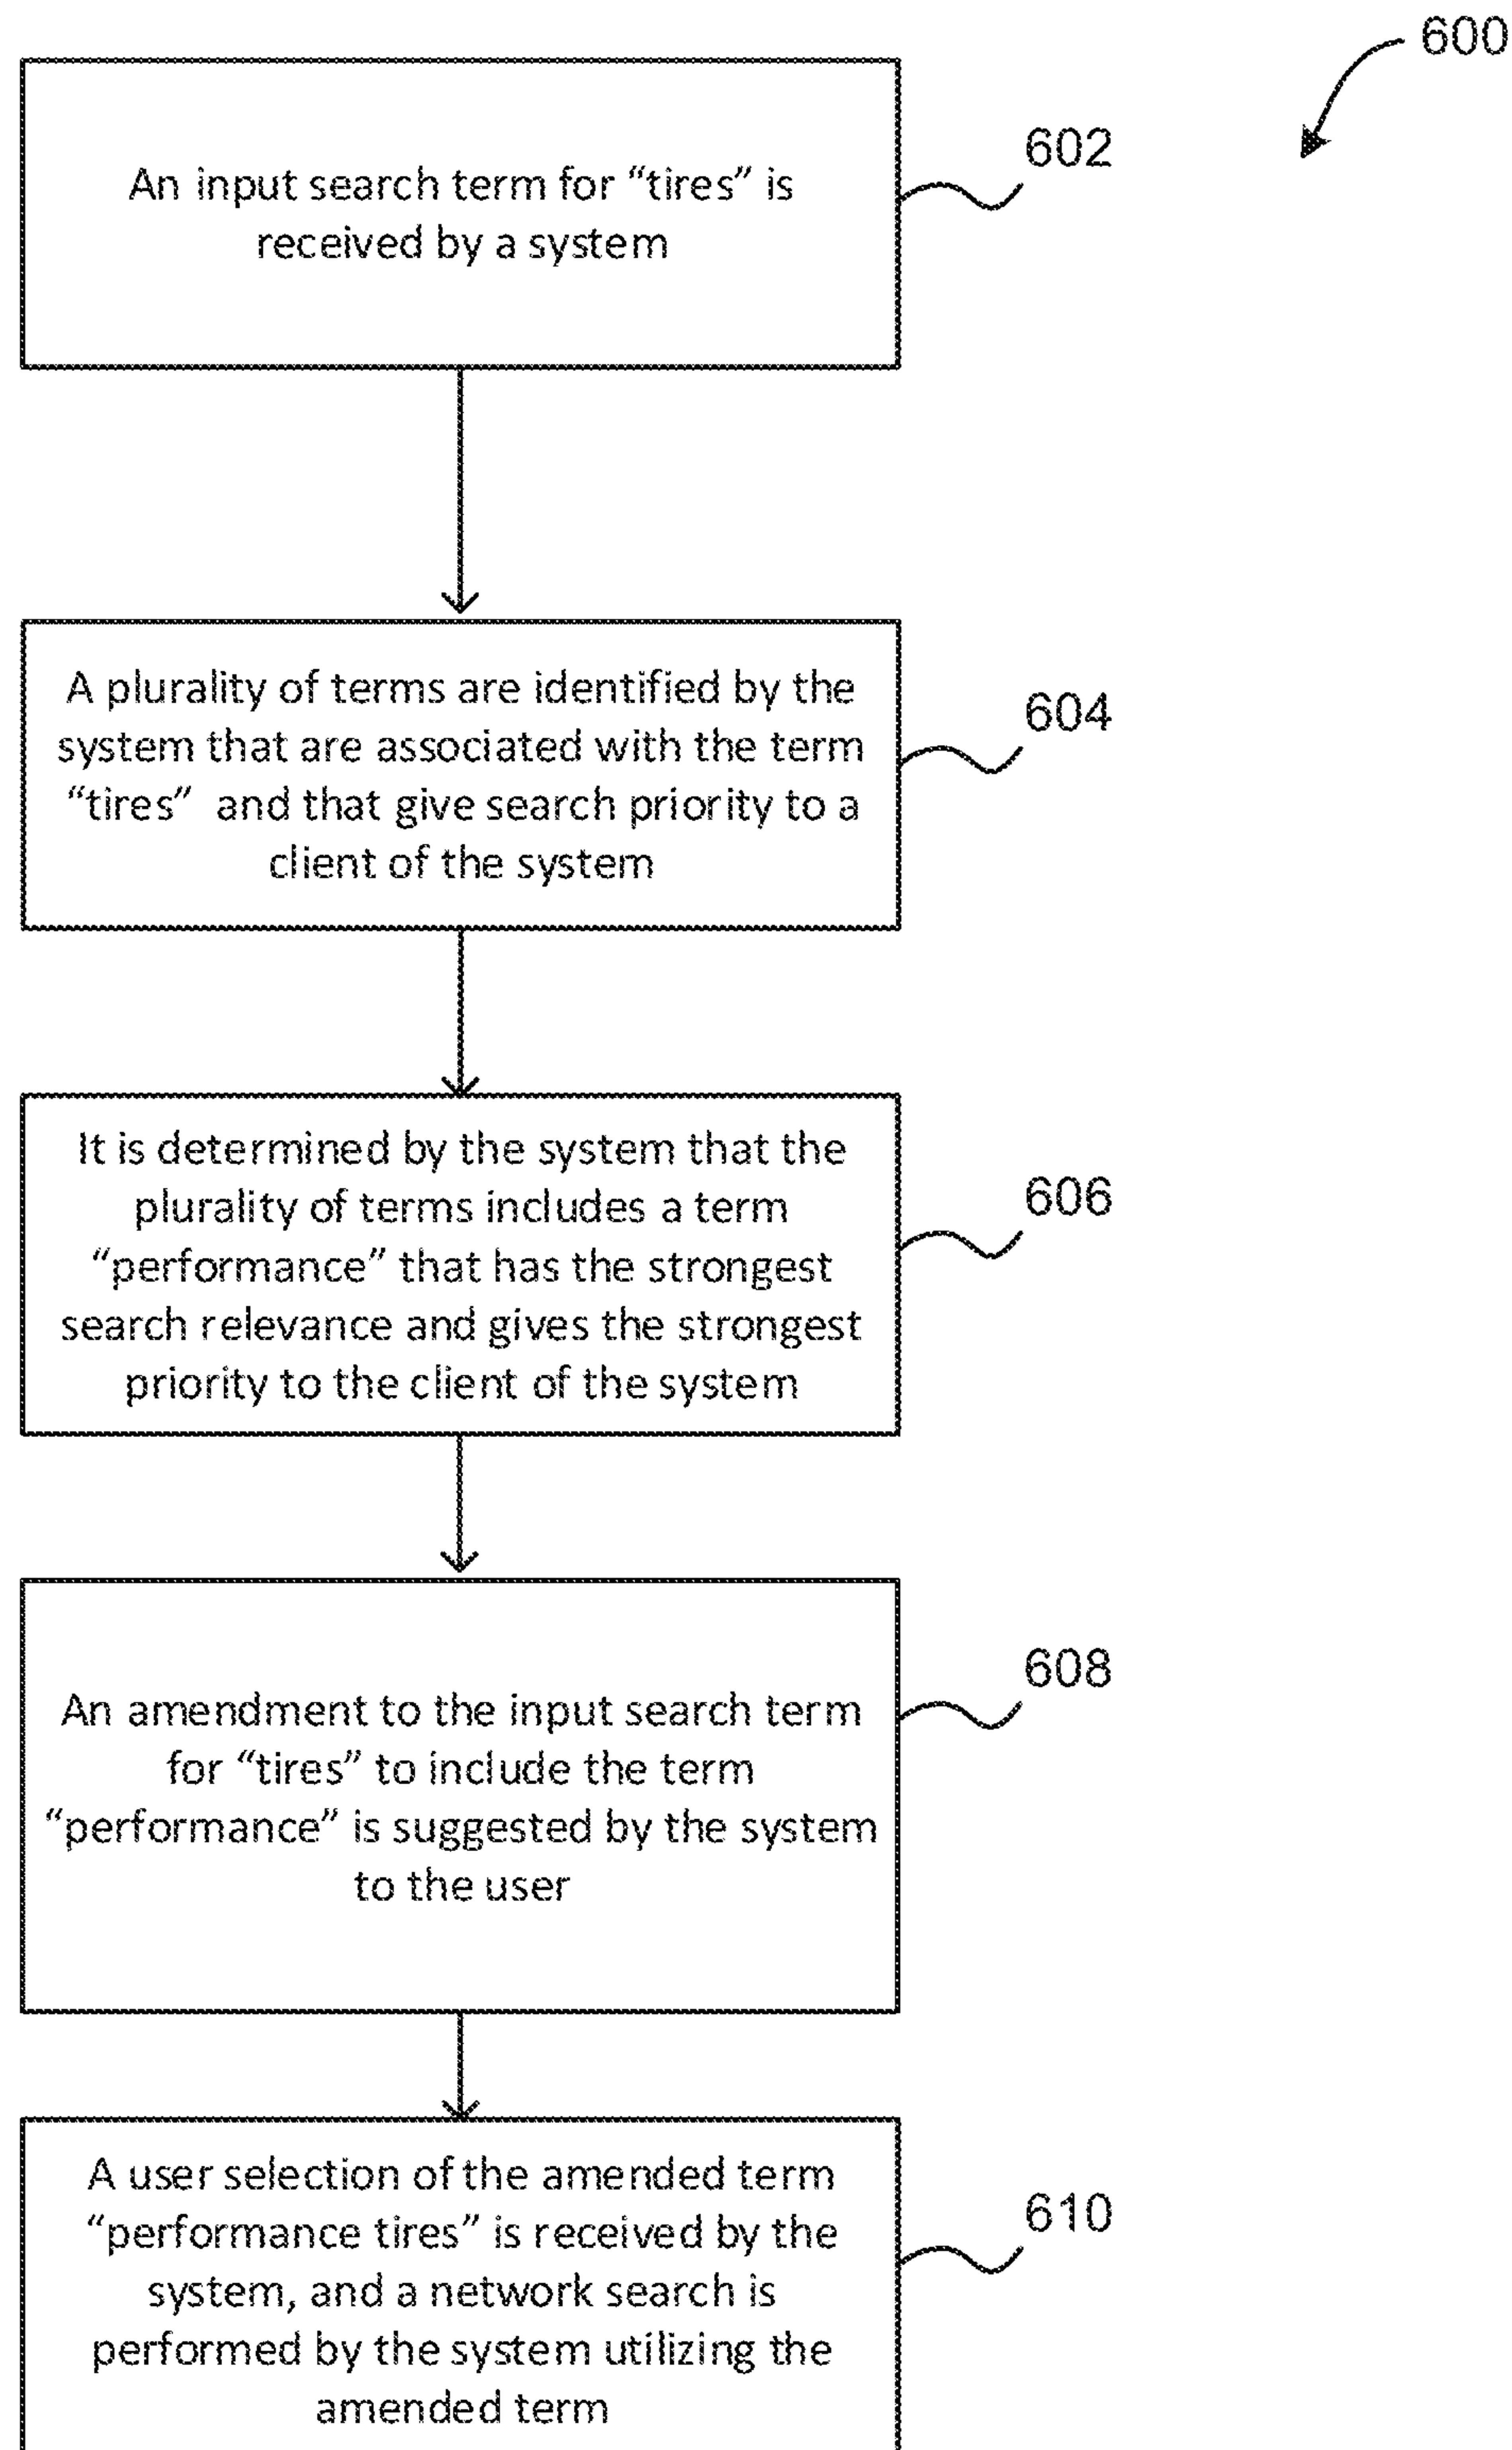 600
An input search term for “tires” is
received by a system
602
A plurality of terms are identified by the
system that are associated with the term
“tires” and that give search priority to a
client of the system
604
It is determined by the system that the
plurality of terms includes a term
“performance” that has the strongest
search relevance and gives the strongest
priority to the client of the system
606
An amendment to the input search term
for “tires” to include the term
“performance” is suggested by the system
to the user
608
A user selection of the amended term
“performance tires” is received by the
system, and a network search is
performed by the system utilizing the
amended term
610